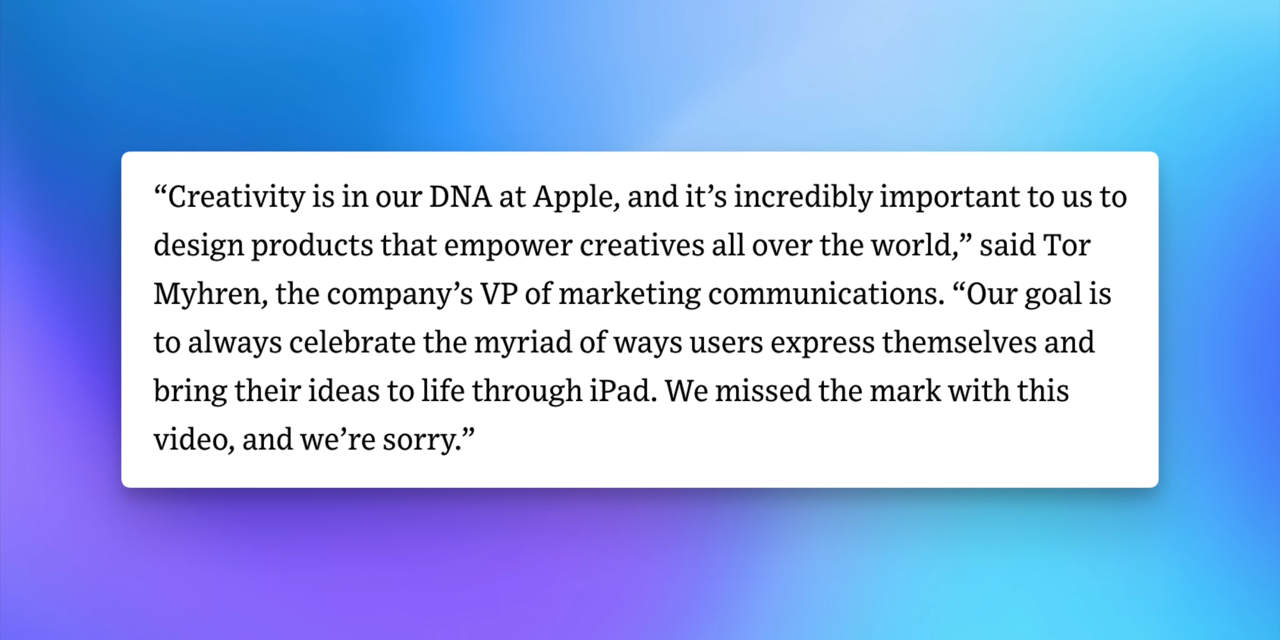 “Creativity is in our DNA at Apple, and it’s incredibly important to us to
design products that empower creatives all over the world,” said Tor
Myhren, the company’s VP of marketing communications. “Our goal is
to always celebrate the myriad of ways users express themselves and
bring their ideas to life through iPad. We missed the mark with this
video, and we’re sorry.”